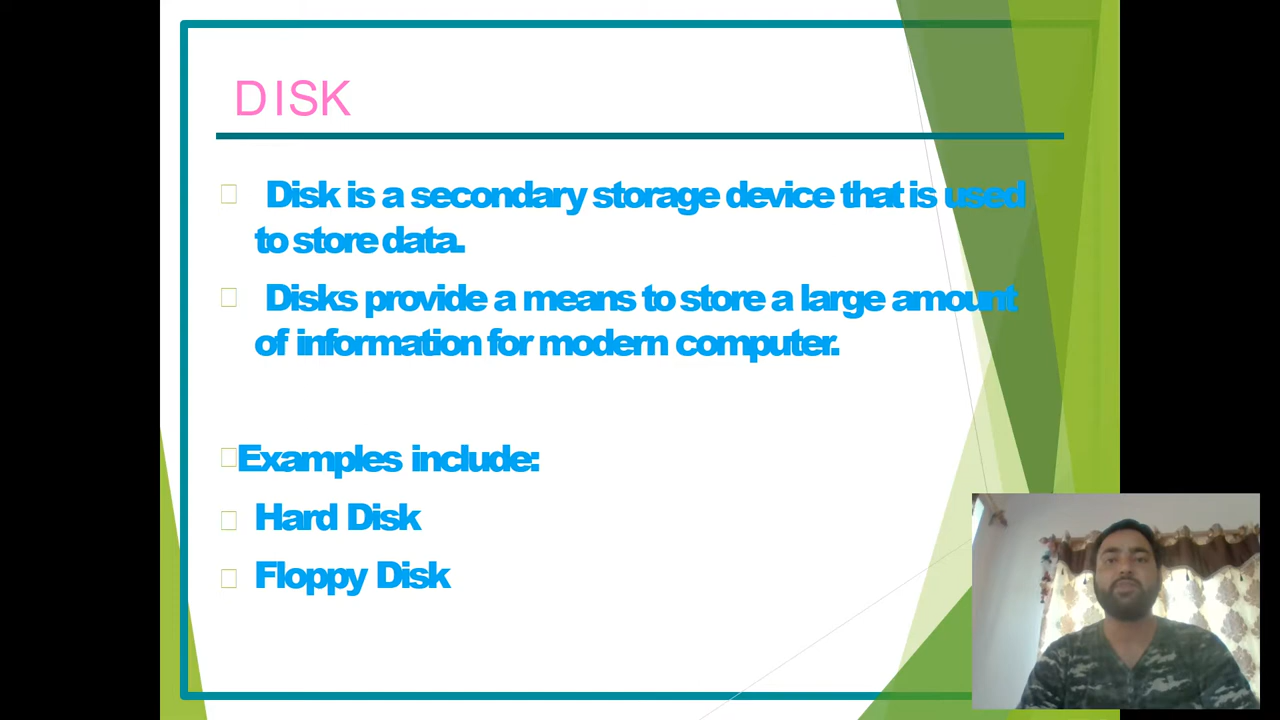 DISK
Disk is a secondary storage device that is used
to store data.
Disks provide a means to store a large amount
of information for modern computer.
Examples include:
Hard Disk
Floppy Disk